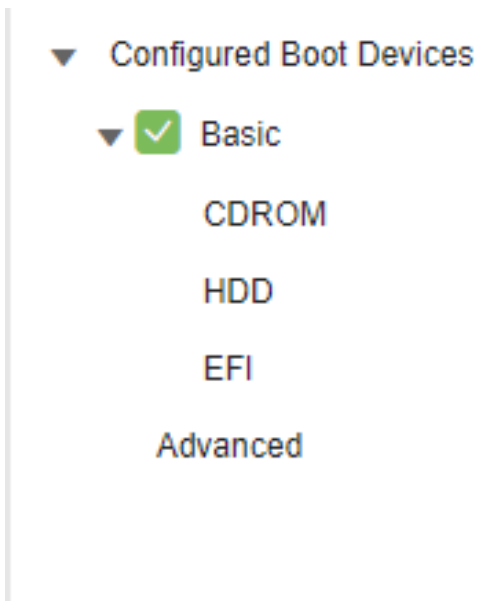 Configured Boot Devices
Basic
CDROM
HDD
EFI
Advanced